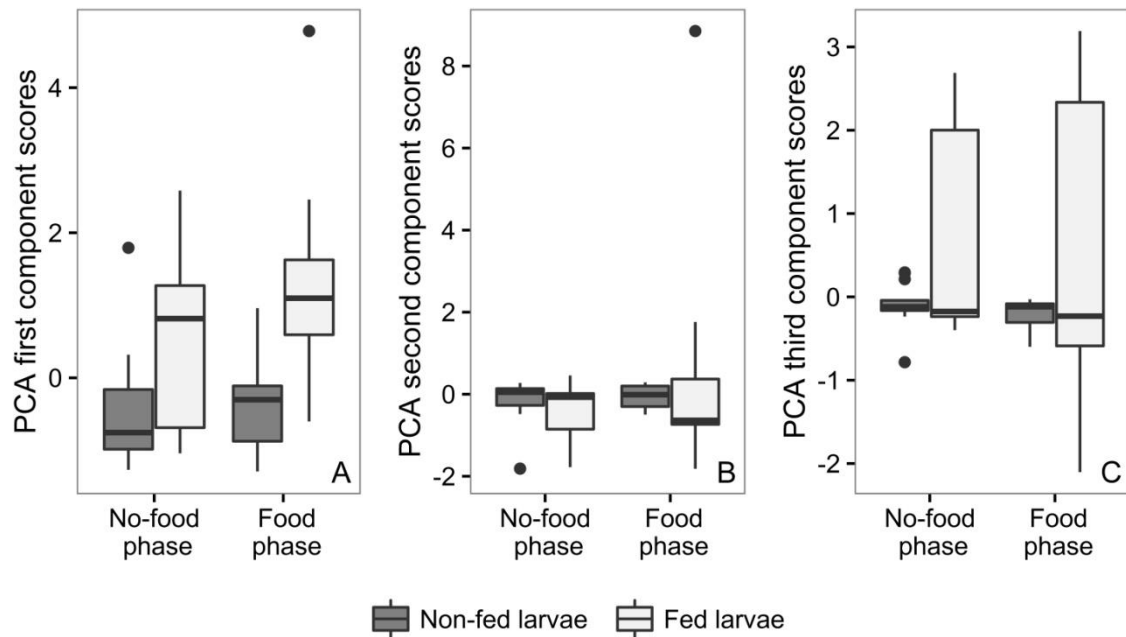 PCA first component scores
4
2
0
A
No-food
phase
Food
phase
PCA second component scores
8
6
4
2
0
-2
B
No-food
phase
Food
phase
PCA third component scores
3
2
1
0
-1
-2
C
No-food
phase
Food
phase
Non-fed larvae
Fed larvae